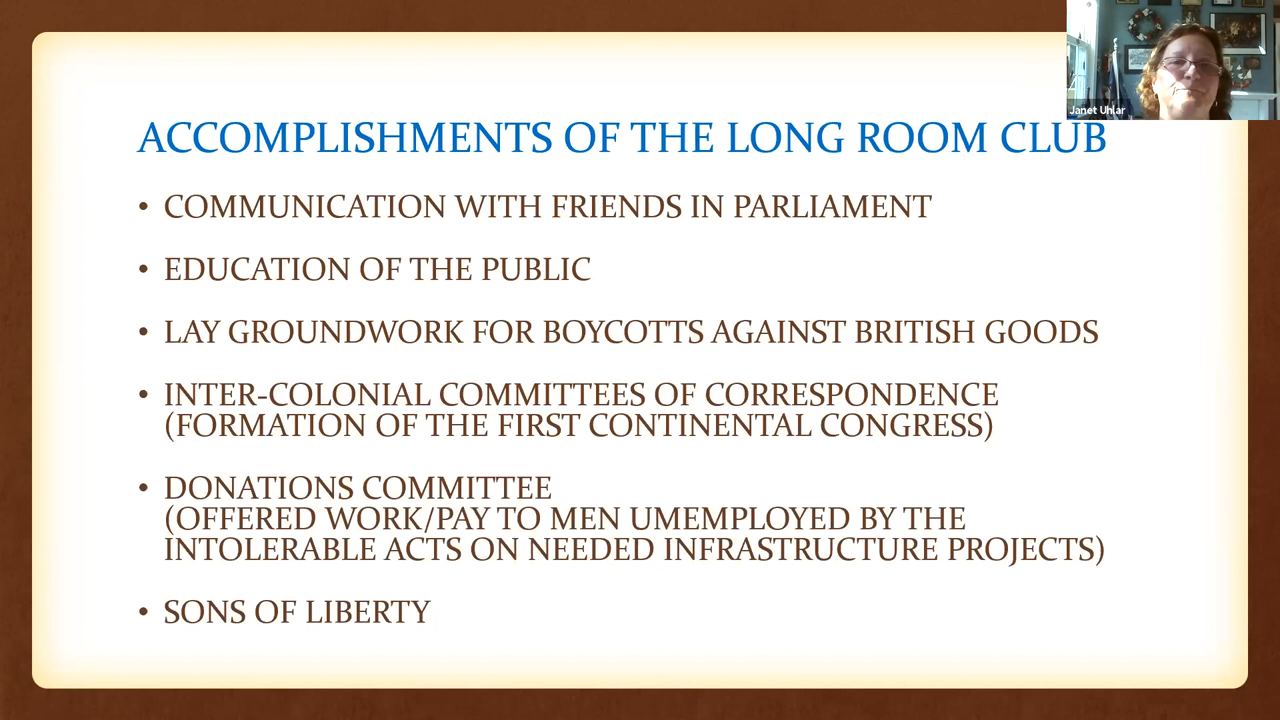 Janet Uhlar
ACCOMPLISHMENTS OF THE LONG ROOM CLUB
• COMMUNICATION WITH FRIENDS IN PARLIAMENT
• EDUCATION OF THE PUBLIC
• LAY GROUNDWORK FOR BOYCOTTS AGAINST BRITISH GOODS
• INTER-COLONIAL COMMITTEES OF CORRESPONDENCE
(FORMATION OF THE FIRST CONTINENTAL CONGRESS)
• DONATIONS COMMITTEE
(OFFERED WORK/PAY TO MEN UMEMPLOYED BY THE
INTOLERABLE ACTS ON NEEDED INFRASTRUCTURE PROJECTS)
• SONS OF LIBERTY